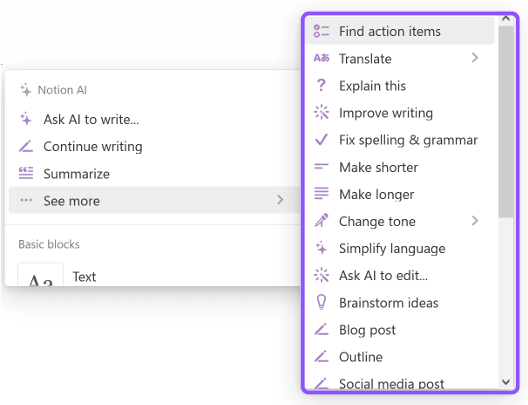 Notion AI
Ask AI to write...
Continue writing
Summarize
See more
Basic blocks
Aa
Text
Find action items
Translate
Explain this
Improve writing
Fix spelling & grammar
Make shorter
Make longer
Change tone
Simplify language
Ask AI to edit...
Brainstorm ideas
Blog post
Outline
Social media post